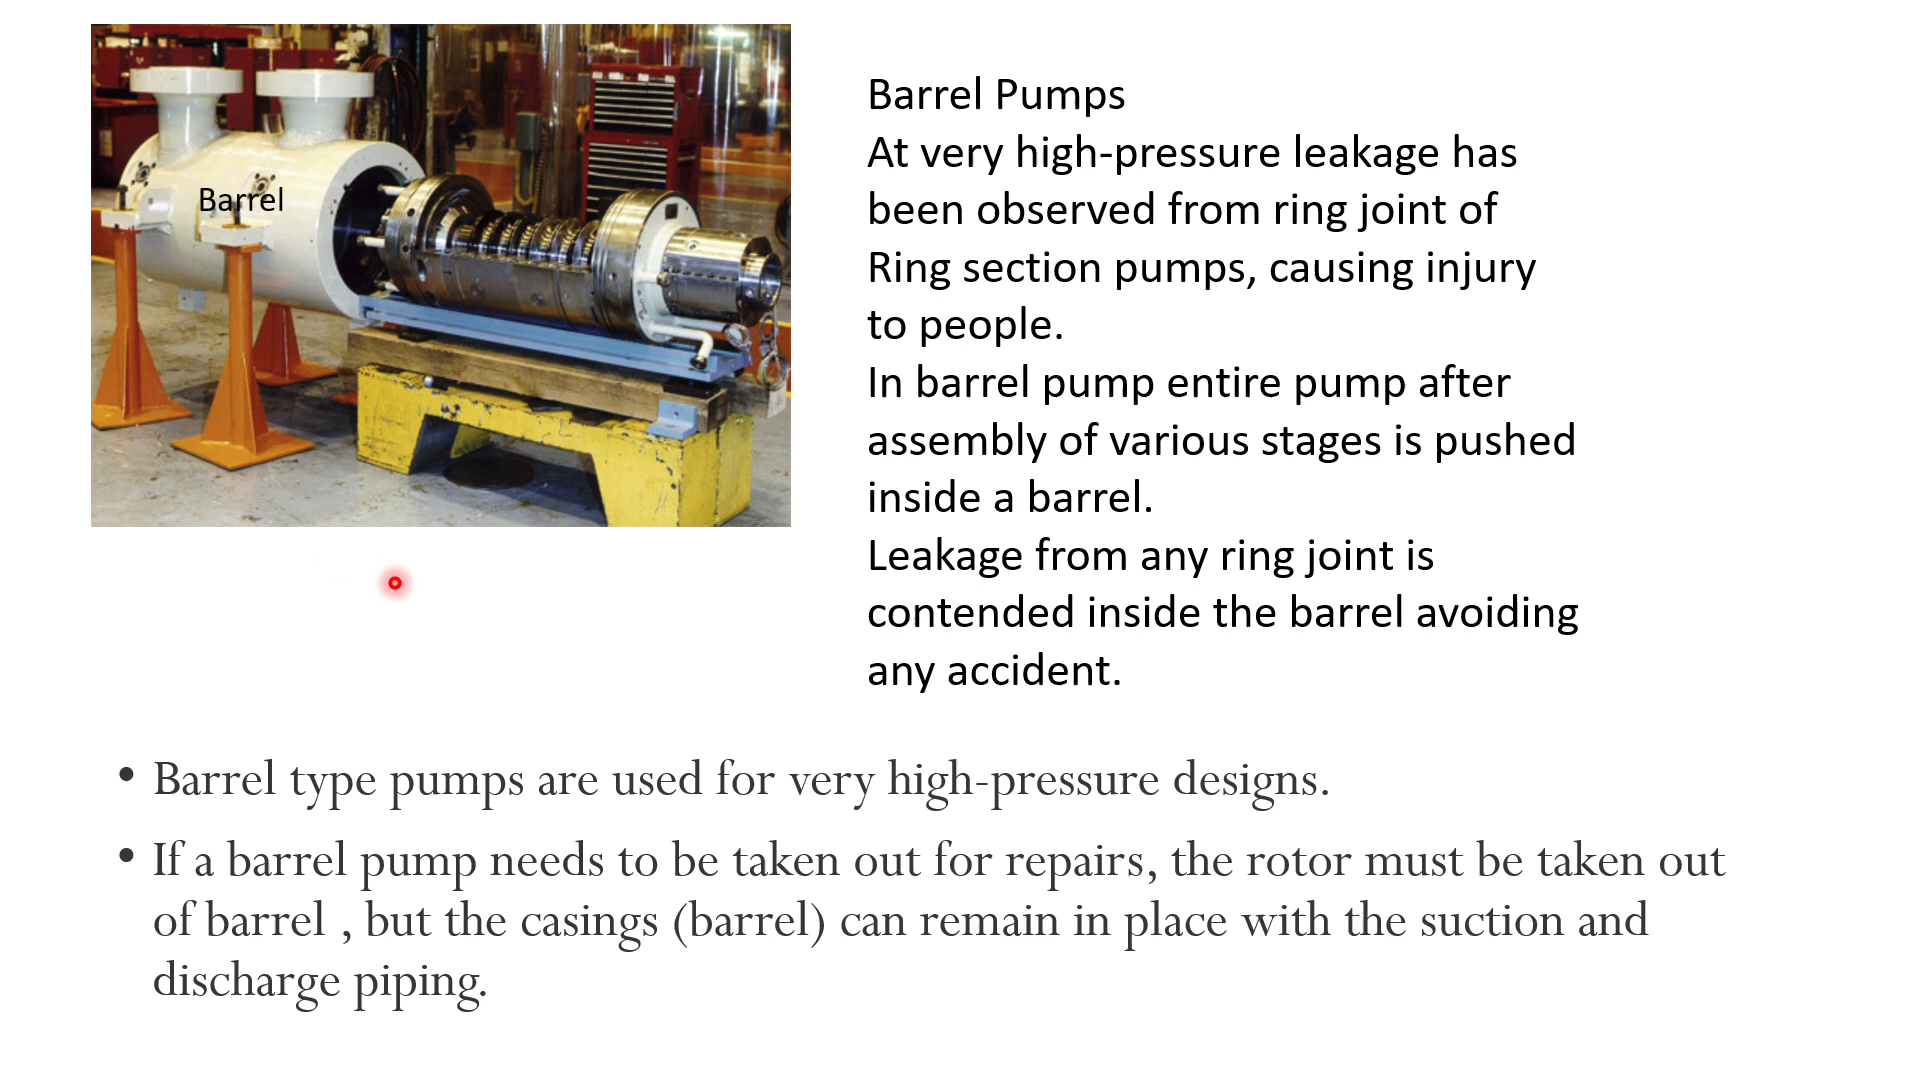 Barrel
Barrel Pumps
At very high-pressure leakage has
been observed from ring joint of
Ring section pumps, causing injury
to people.
In barrel pump entire pump after
assembly of various stages is pushed
inside a barrel.
Leakage from any ring joint is
contended inside the barrel avoiding
any accident.
• Barrel type pumps are used for very high-pressure designs.
• If a barrel pump needs to be taken out for repairs, the rotor must be taken out
of barrel , but the casings (barrel) can remain in place with the suction and
discharge piping.